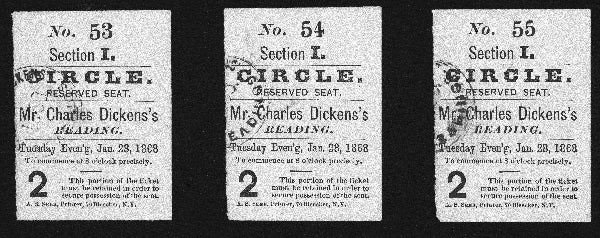 No. 53
Section I.
CIRCLE.
RESERVED SEAT.
Mr. Charles Dickens's
READING.
Tuesday Even'g, Jan. 28, 1868
To commence at 8 o'clock precisely.
2
This portion of the ticket
must be retained in order to
secure possession of the seat.
No. 54
Section I.
CIRCLE.
RESERVED SEAT.
Mr. Charles Dickens's
READING.
Tuesday Even'g, Jan. 28, 1868
To commence at 8 o'clock precisely.
2
This portion of the ticket
must be retained in order to
secure possession of the seat.
No. 55
Section I.
CIRCLE.
RESERVED SEAT.
Mr. Charles Dickens's
READING.
Tuesday Even'g, Jan. 28, 1868
To commence at 8 o'clock precisely.
2
This portion of the ticket
must be retained in order to
secure possession of the seat.